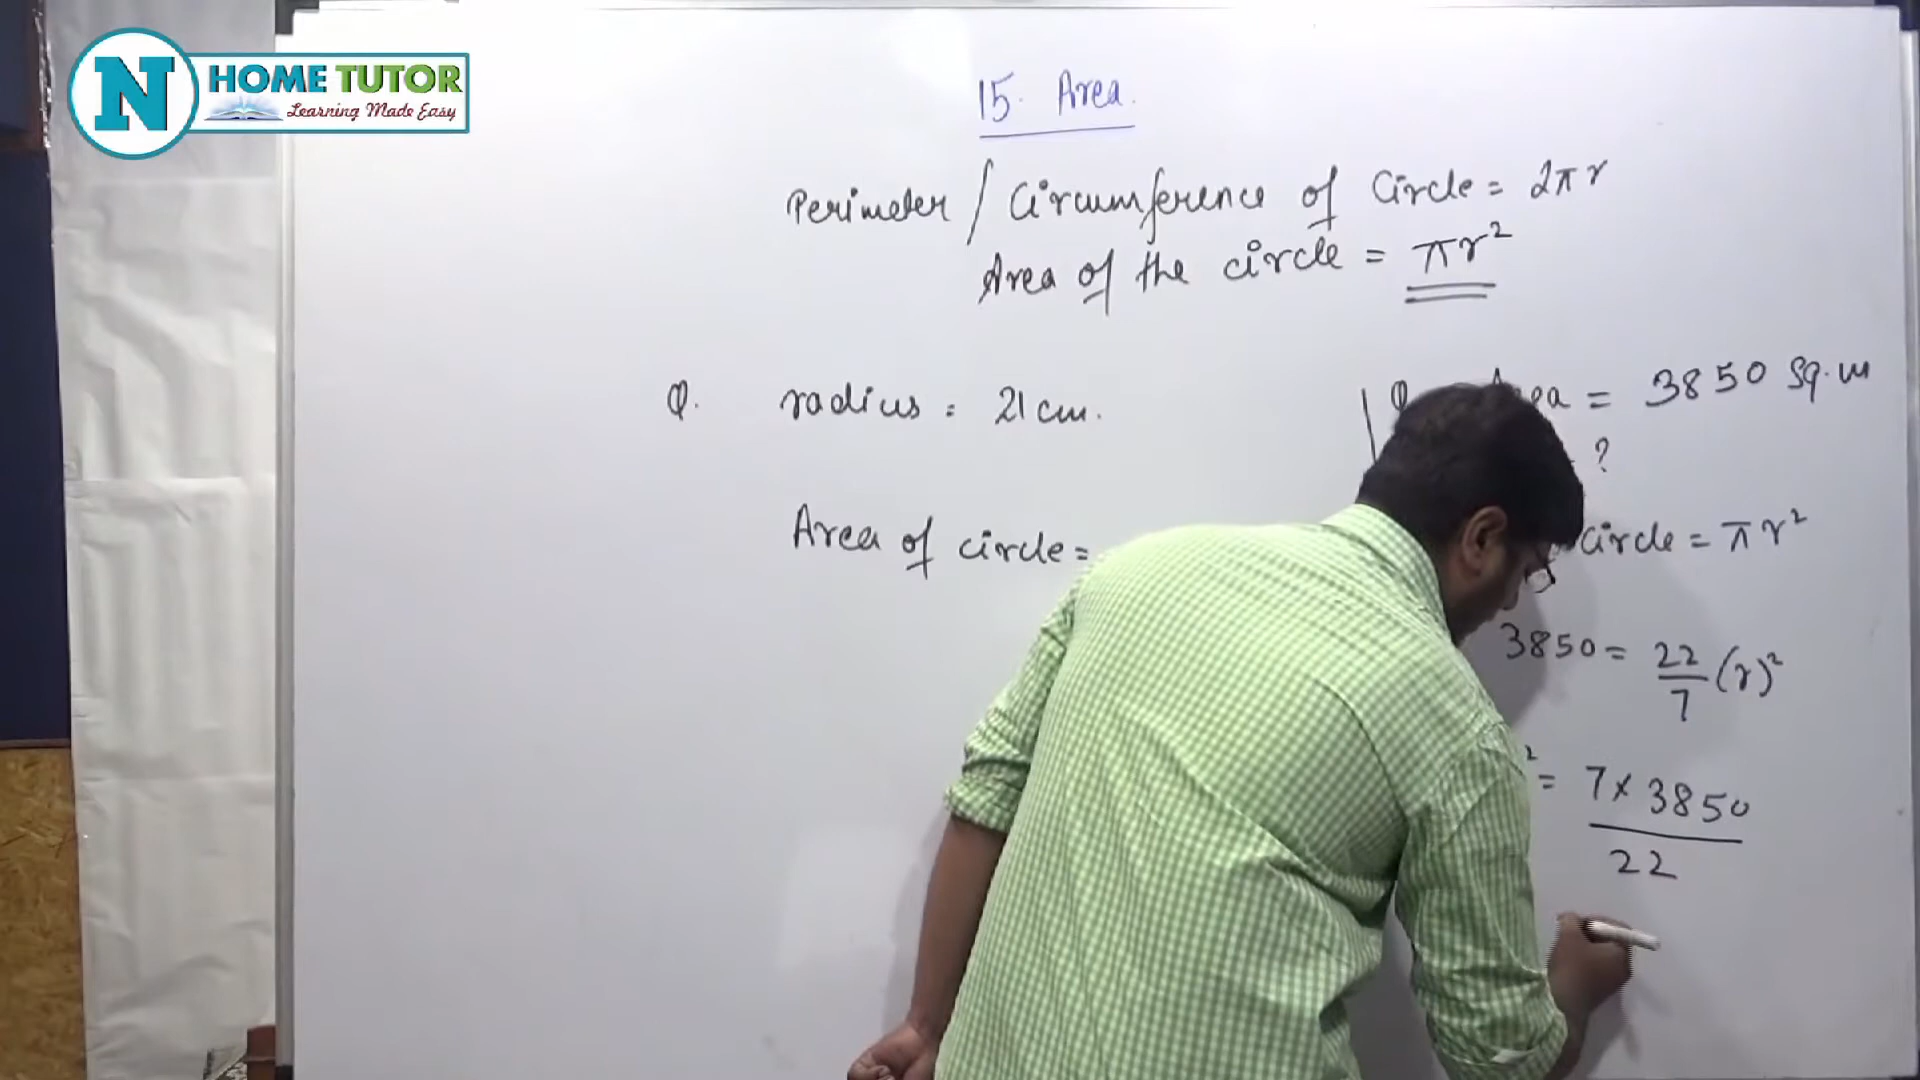 N HOME TUTOR
Learning Made Easy
15. Area.
Perimeter / Circumference of Circle = 2πr
Area of the circle = πr²
Q. radius = 21 cm.
Area of circle =
Q. = 3850 Sq. m
?
circle = πr²
3850 = 22/7 (r)²
² = 7 × 3850 / 22